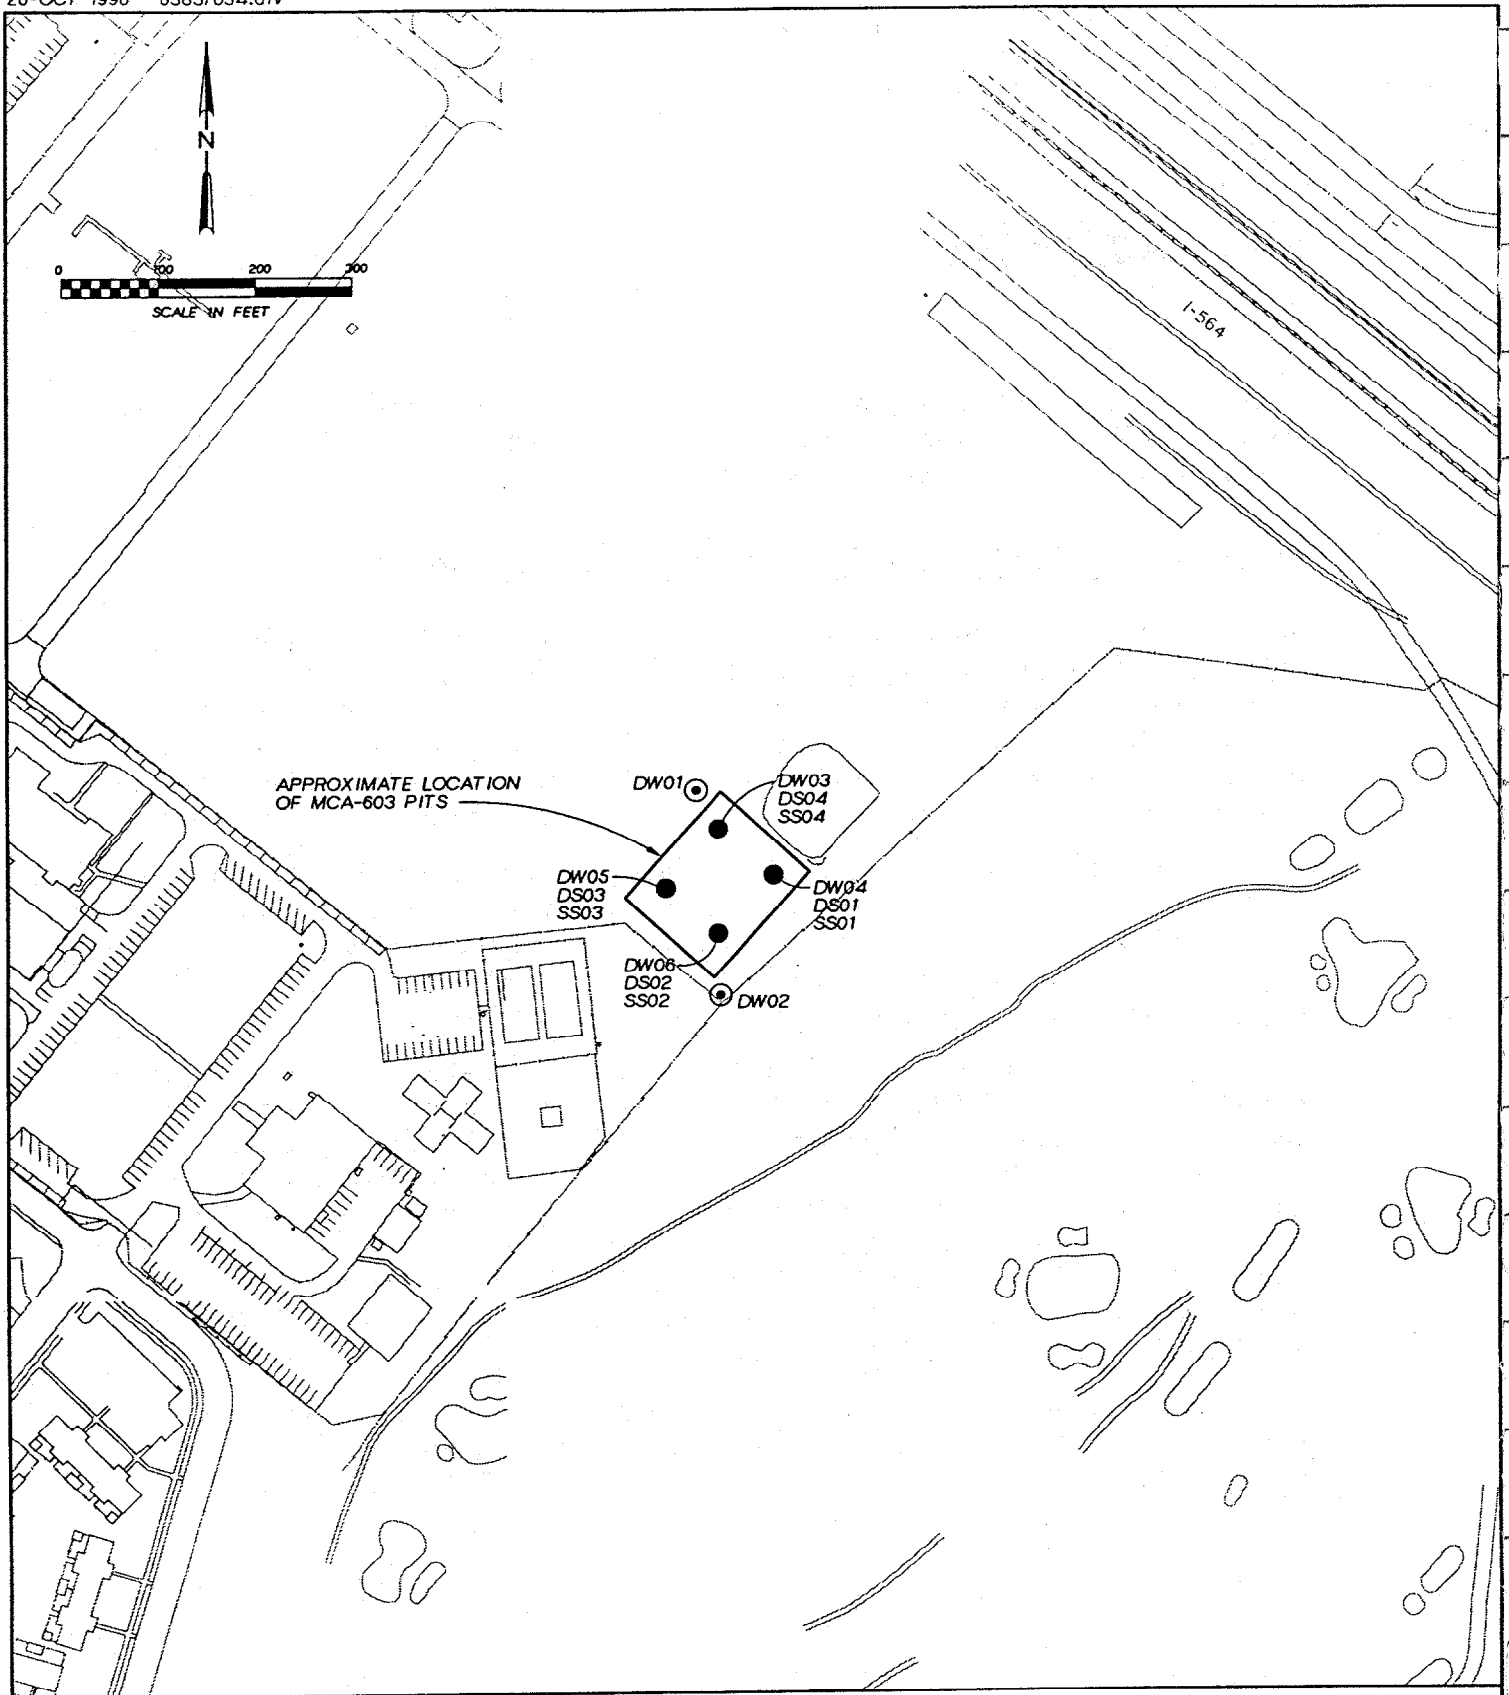 N
0 100 200 300
SCALE IN FEET
I-564
APPROXIMATE LOCATION
OF MCA-603 PITS
DW01
DW03
DS04
SS04
DW05
DS03
SS03
DW04
DS01
SS01
DW06
DS02
SS02
DW02